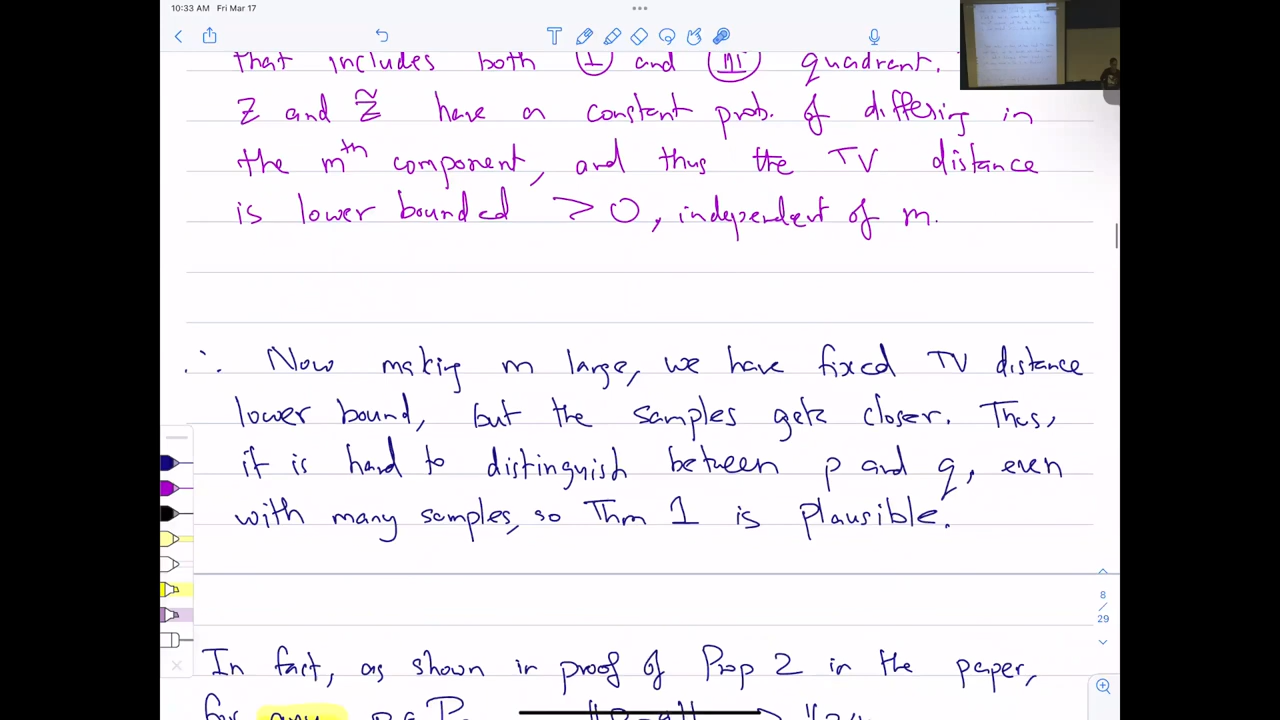 10:33 AM Fri Mar 17
that includes both I and III quadrant.
Z and Z̃ have a constant prob. of differing in
the mth component, and thus the TV distance
is lower bounded > 0, independent of m.
∴ Now making m large, we have fixed TV distance
lower bound, but the samples gets closer. Thus,
it is hard to distinguish between p and q, even
with many samples, so Thm 1 is plausible.
8
/
29
In fact, as shown in proof of Prop 2 in the paper,
for any